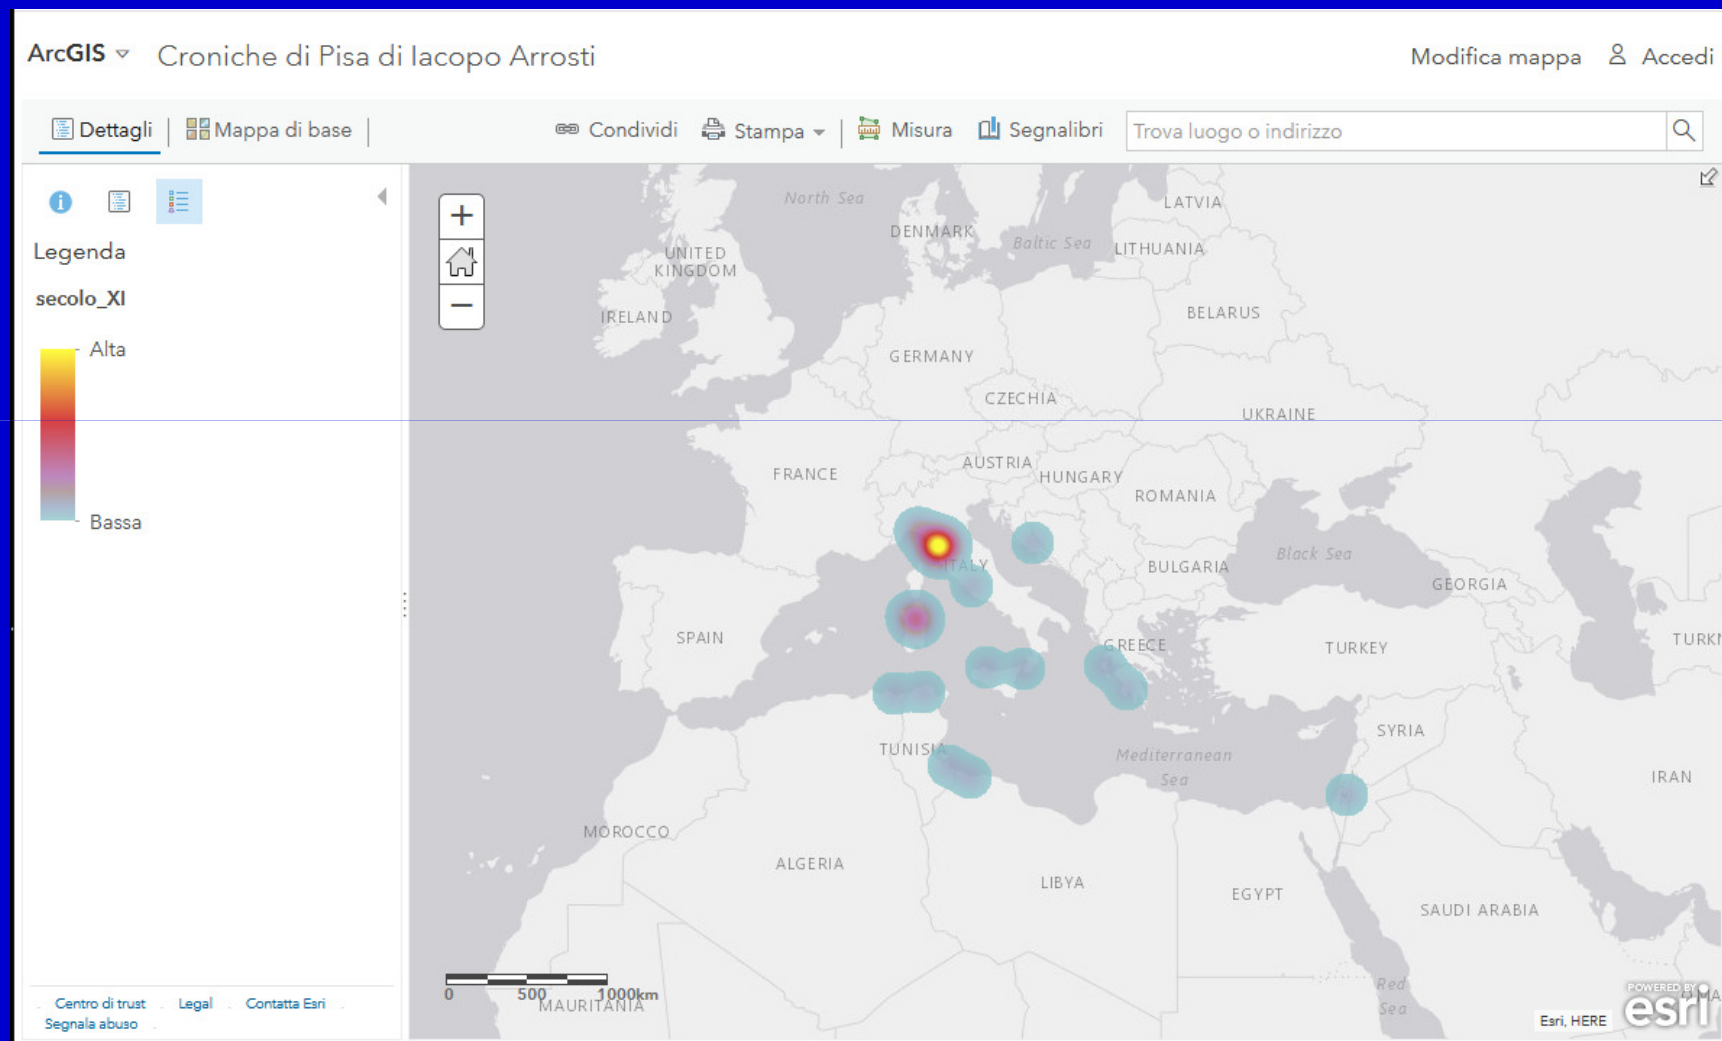 ArcGIS Croniche di Pisa di Iacopo Arrosti
Modifica mappa Accedi
Dettagli Mappa di base Condividi Stampa Misura Segnalibri Trova luogo o indirizzo
Legenda
secolo_XI
Alta
Bassa
Centro di trust Legal Contatta Esri
Segnala abuso
North Sea
LATVIA
DENMARK
Baltic Sea
LITHUANIA
UNITED
KINGDOM
IRELAND
BELARUS
GERMANY
CZECHIA
UKRAINE
FRANCE
AUSTRIA
HUNGARY
ROMANIA
ITALY
BULGARIA
Black Sea
GEORGIA
SPAIN
GREECE
TURKEY
TURKM
SYRIA
TUNISIA
Mediterranean
Sea
IRAN
MOROCCO
ALGERIA
LIBYA
EGYPT
SAUDI ARABIA
Red
Sea
MAURITANIA
0 500 1000km
Esri, HERE
POWERED BY
esri